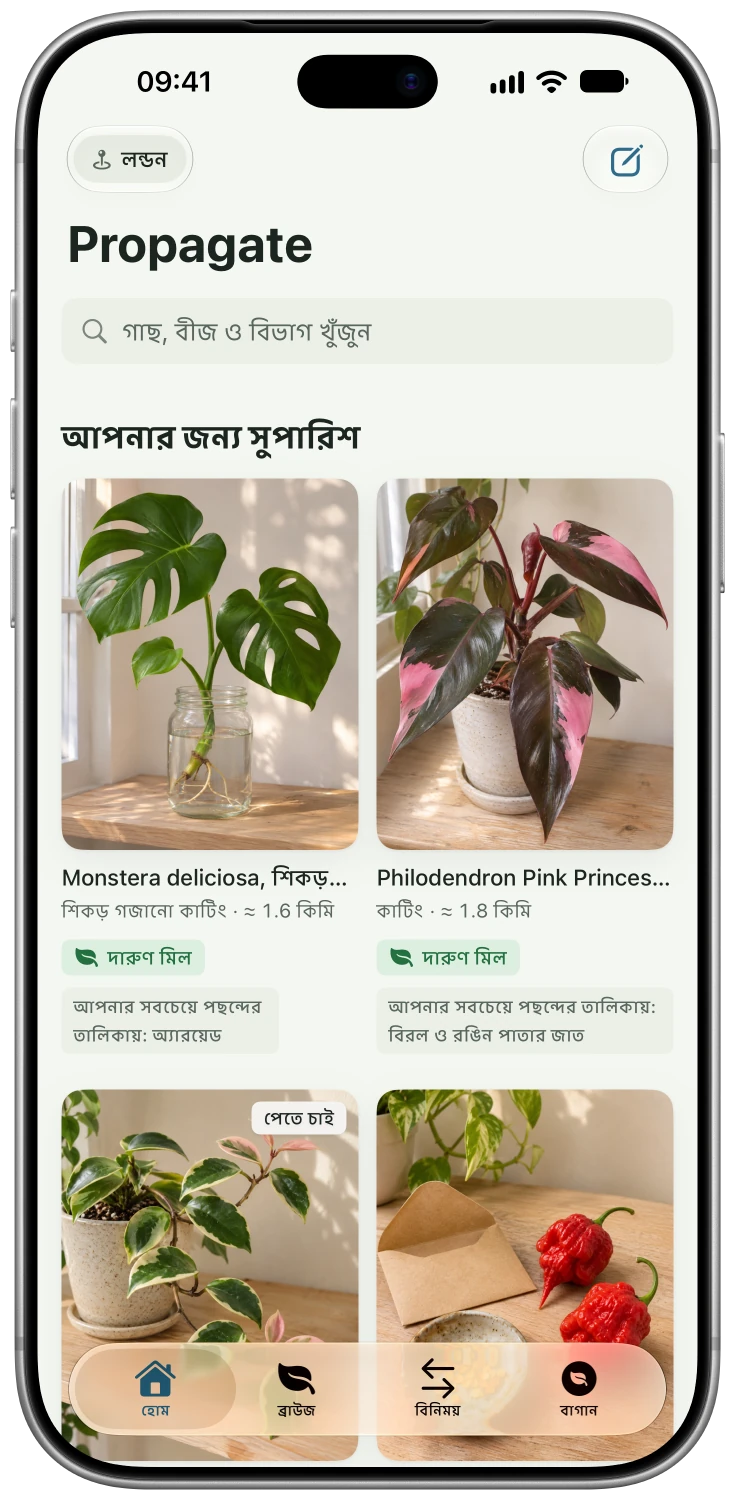 09:41
লন্ডন
Propagate
গাছ, বীজ ও বিভাগ খুঁজুন
আপনার জন্য সুপারিশ
Monstera deliciosa, শিকড়...
শিকড় গজানো কাটিং · ≈ 1.6 কিমি
দারুণ মিল
আপনার সবচেয়ে পছন্দের
তালিকায়: অ্যারয়েড
Philodendron Pink Princes...
কাটিং · ≈ 1.8 কিমি
দারুণ মিল
আপনার সবচেয়ে পছন্দের তালিকায়:
বিরল ও রঙিন পাতার জাত
পেতে চাই
হোম
ব্রাউজ
বিনিময়
বাগান